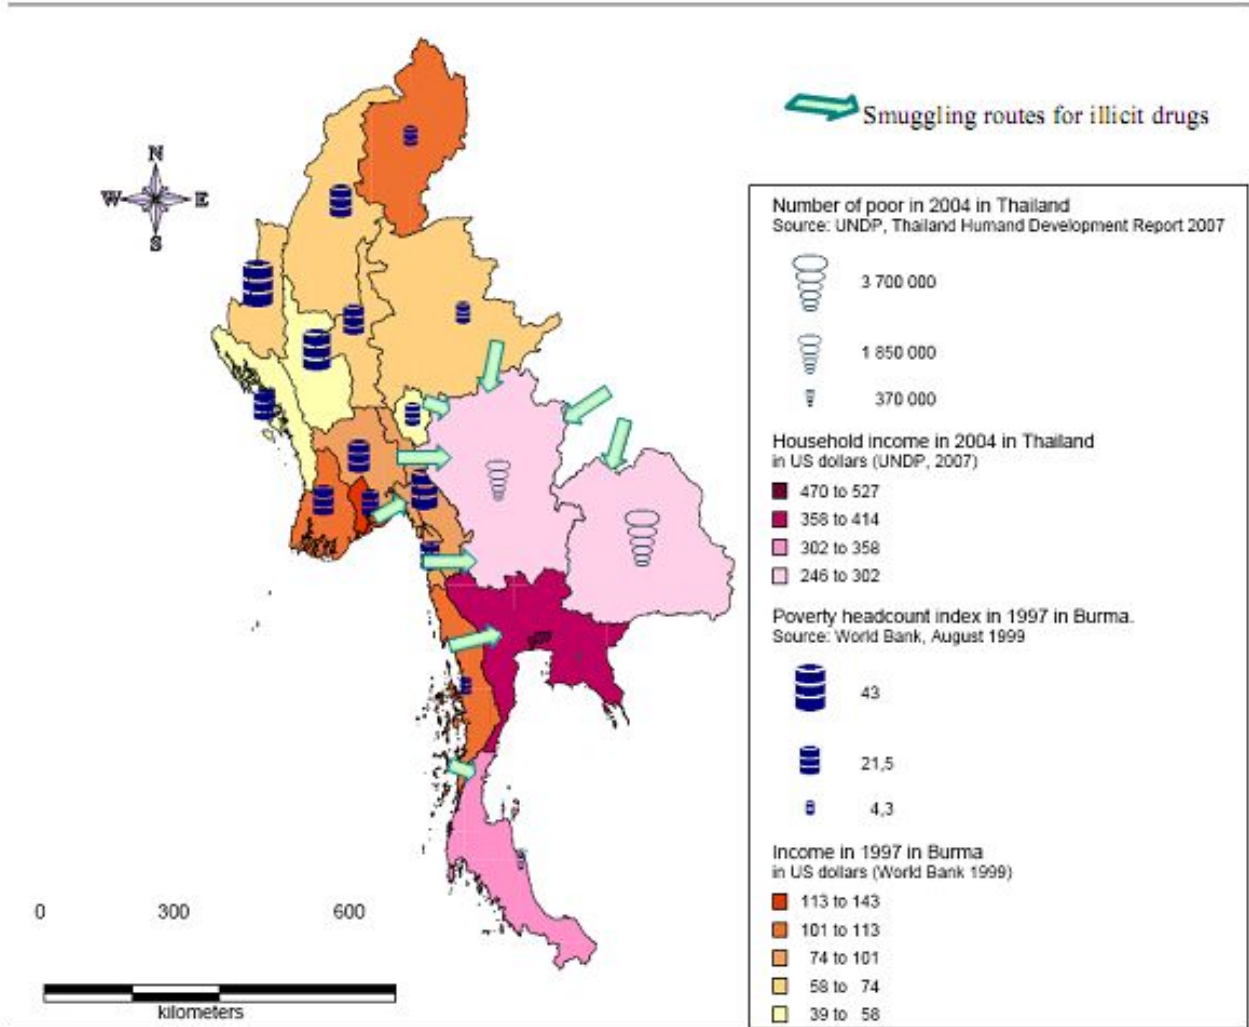 Smuggling routes for illicit drugs
N
W E
S
Number of poor in 2004 in Thailand
Source: UNDP, Thailand Humand Development Report 2007
3 700 000
1 850 000
370 000
Household income in 2004 in Thailand
in US dollars (UNDP, 2007)
470 to 527
358 to 414
302 to 358
246 to 302
Poverty headcount index in 1997 in Burma.
Source: World Bank, August 1999
43
21,5
4,3
Income in 1997 in Burma
in US dollars (World Bank 1999)
113 to 143
101 to 113
74 to 101
58 to 74
39 to 58
0 300 600
kilometers